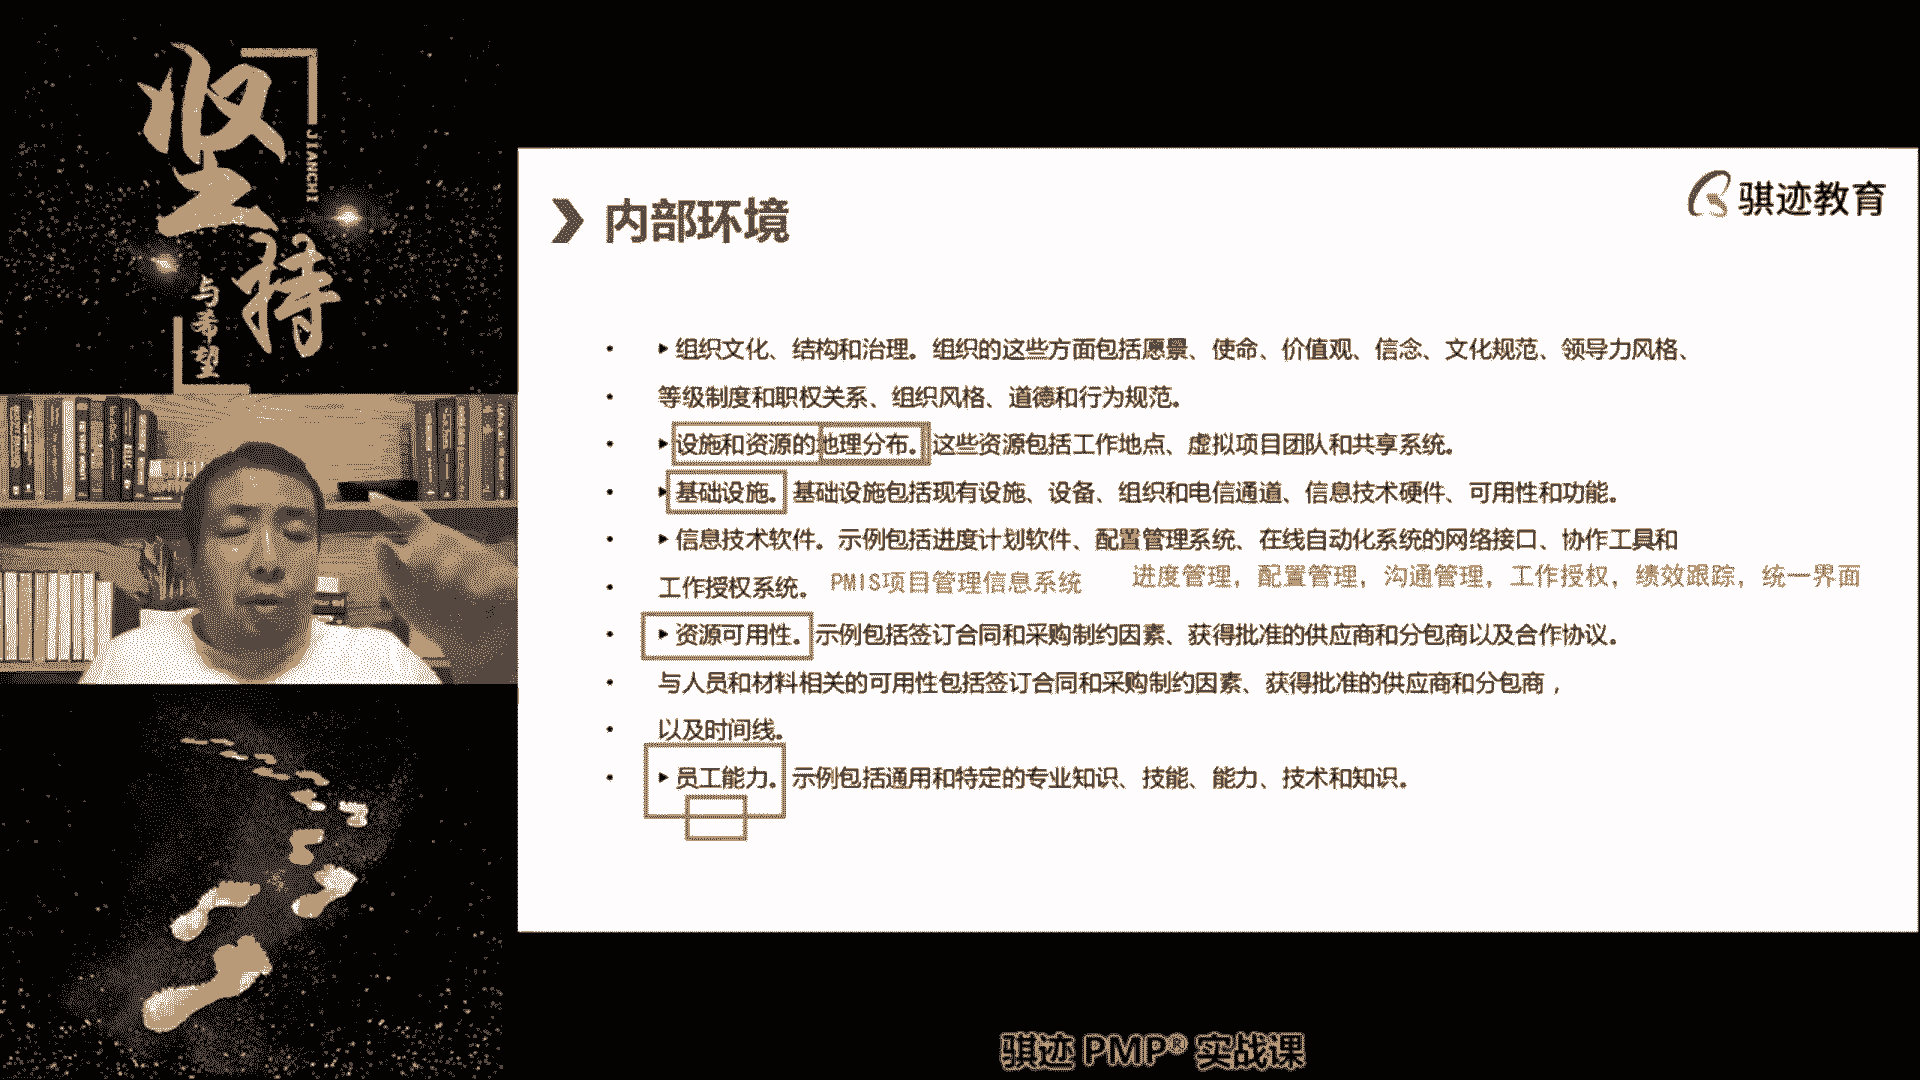 坚持
JIANCHI
与希望
骐迹教育
内部环境
组织文化、结构和治理。组织的这些方面包括愿景、使命、价值观、信念、文化规范、领导力风格、
等级制度和职权关系、组织风格、道德和行为规范。
设施和资源的地理分布。这些资源包括工作地点、虚拟项目团队和共享系统。
基础设施。基础设施包括现有设施、设备、组织和电信通道、信息技术硬件、可用性和功能。
信息技术软件。示例包括进度计划软件、配置管理系统、在线自动化系统的网络接口、协作工具和
工作授权系统。 PMIS项目管理信息系统 进度管理，配置管理，沟通管理，工作授权，绩效跟踪，统一界面
资源可用性。示例包括签订合同和采购制约因素、获得批准的供应商和分包商以及合作协议。
与人员和材料相关的可用性包括签订合同和采购制约因素、获得批准的供应商和分包商，
以及时间线。
员工能力。示例包括通用和特定的专业知识、技能、能力、技术和知识。
骐迹 PMP® 实战课